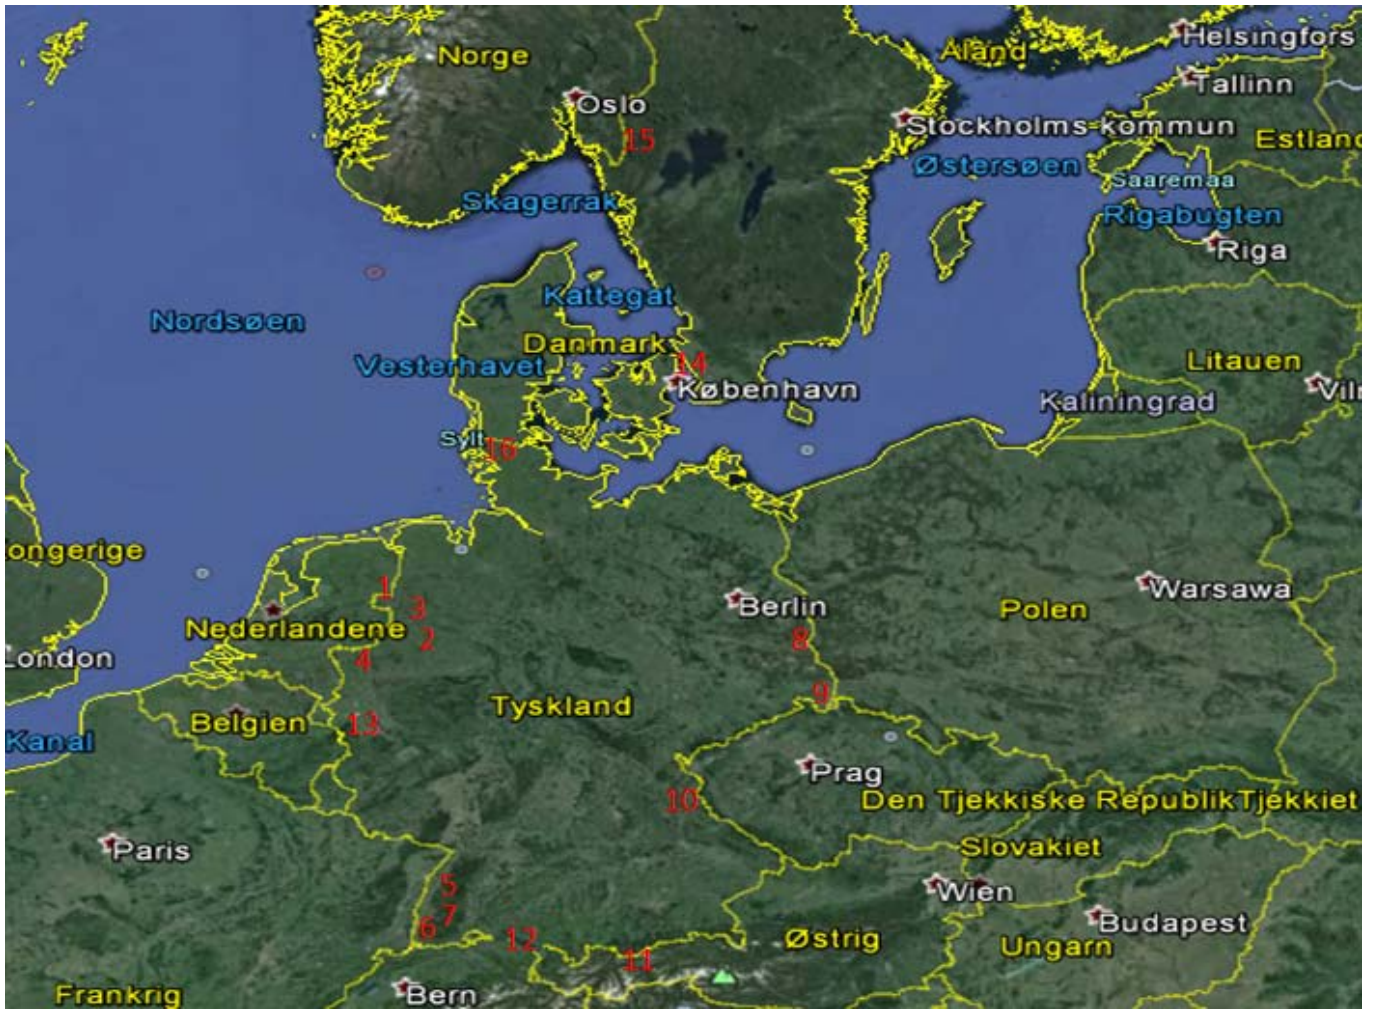 Helsingfors
Åland
Norge
Tallinn
Oslo
Stockholms kommun
Estland
15
Østersøen
Saaremaa
Skagerrak
Rigabugten
Riga
Kattegat
Nordsøen
Danmark
Vesterhavet
14
Litauen
København
Viln
Kaliningrad
Sylt
16
ongerige
1
3
Berlin
Warsawa
Polen
Nederlandene
2
8
London
4
9
Tyskland
Belgien
13
Kanal
Prag
10
Den Tjekkiske Republik
Tjekkiet
Paris
Slovakiet
5
Wien
7
6
Budapest
12
Østrig
Ungarn
11
Bern
Frankrig